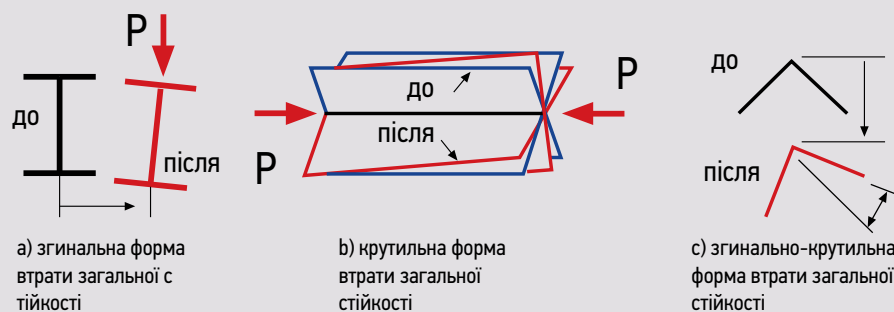 P
до
після
a) згинальна форма
втрати загальної с
тійкості
до
після
P
P
b) крутильна форма
втрати загальної
стійкості
до
після
c) згинально-крутильна
форма втрати загальної
стійкості